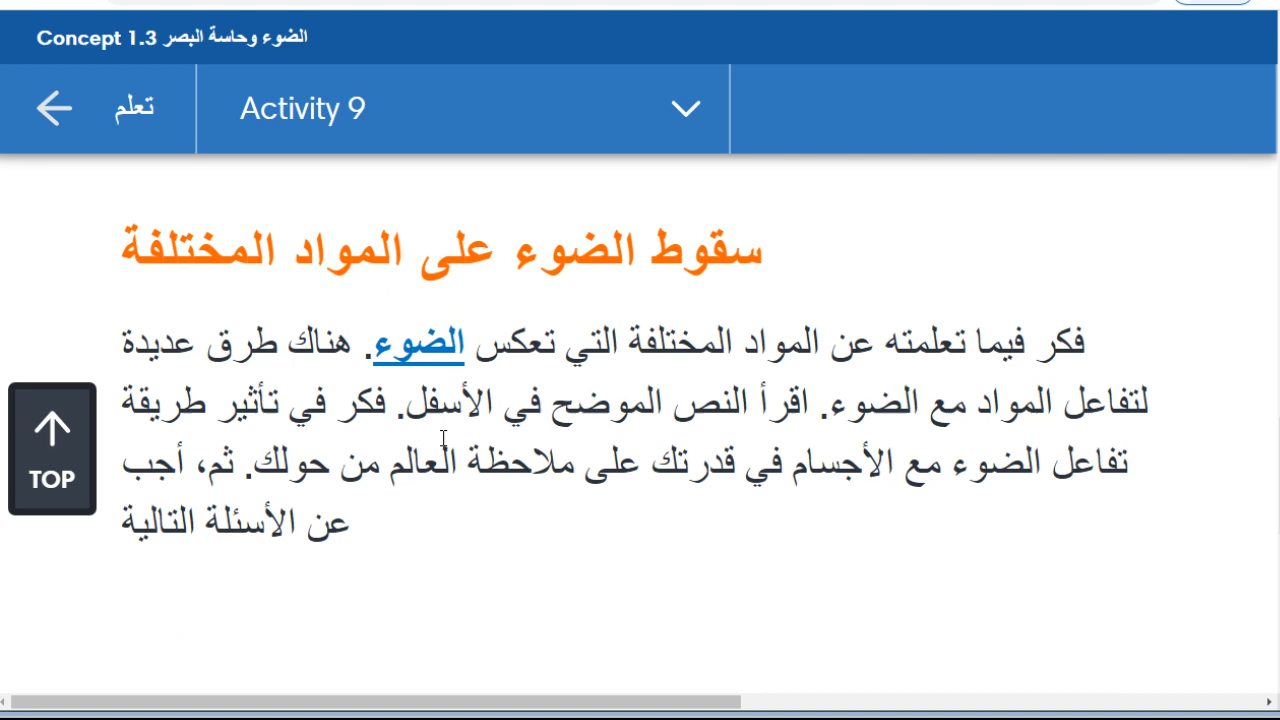 Concept 1.3 الضوء وحاسة البصر
تعلم
Activity 9
سقوط الضوء على المواد المختلفة
فكر فيما تعلمته عن المواد المختلفة التي تعكس الضوء. هناك طرق عديدة
لتفاعل المواد مع الضوء. اقرأ النص الموضح في الأسفل. فكر في تأثير طريقة
تفاعل الضوء مع الأجسام في قدرتك على ملاحظة العالم من حولك. ثم، أجب
عن الأسئلة التالية
TOP